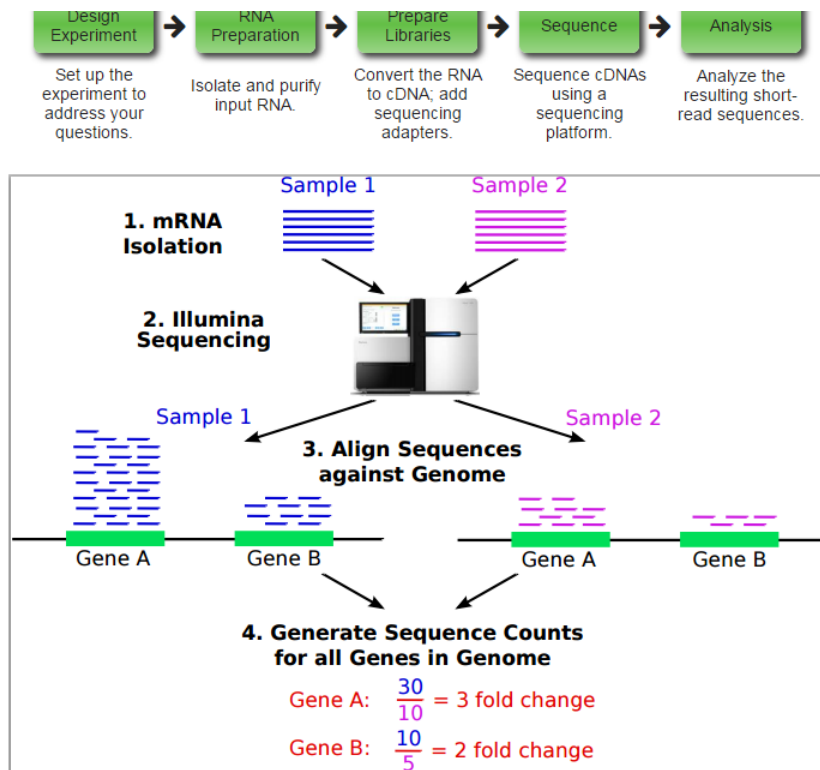 Design
Experiment
RNA
Preparation
Prepare
Libraries
Sequence
Analysis
Set up the
experiment to
address your
questions.
Isolate and purify
input RNA.
Convert the RNA
to cDNA; add
sequencing
adapters.
Sequence cDNAs
using a
sequencing
platform.
Analyze the
resulting short-
read sequences.
Sample 1
Sample 2
1. mRNA
Isolation
2. Illumina
Sequencing
Sample 1
Sample 2
3. Align Sequences
against Genome
Gene A
Gene B
Gene A
Gene B
4. Generate Sequence Counts
for all Genes in Genome
Gene A: 30/10 = 3 fold change
Gene B: 10/5 = 2 fold change